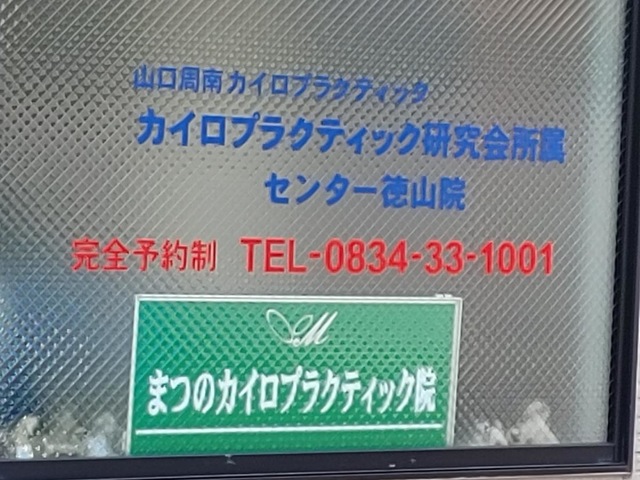 山口周南カイロプラクティック
カイロプラクティック研究会所属
センター徳山院
完全予約制 TEL-0834-33-1001
M
まつのカイロプラクティック院